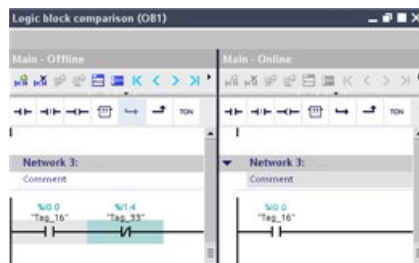 Logic block comparison (OB1)
Main - Offline
Main - Online
TON
TON
Network 3:
Comment
Network 3:
Comment
%I0.0
"Tag_16"
%I1.4
"Tag_33"
%I0.0
"Tag_16"